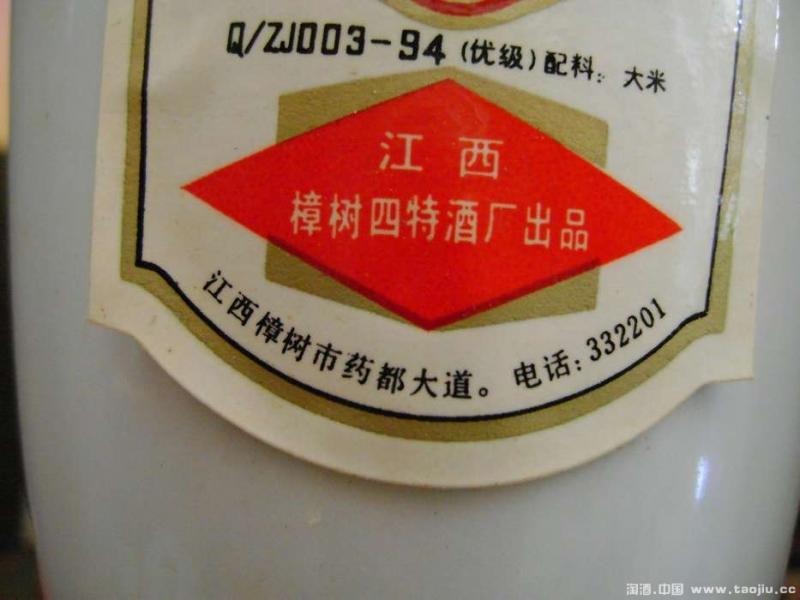 Q/ZJ003-94 (优级) 配料: 大米
江西
樟树四特酒厂出品
江西樟树市药都大道。 电话: 332201
淘酒.中国 www.taojiu.cc